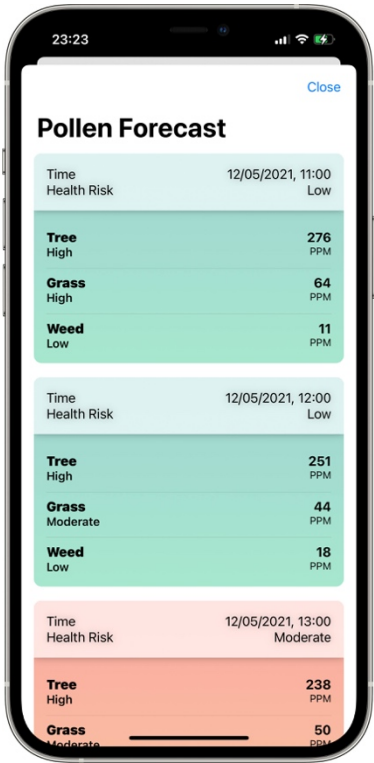 23:23
Close
Pollen Forecast
Time 12/05/2021, 11:00
Health Risk Low
Tree 276
High PPM
Grass 64
High PPM
Weed 11
Low PPM
Time 12/05/2021, 12:00
Health Risk Low
Tree 251
High PPM
Grass 44
Moderate PPM
Weed 18
Low PPM
Time 12/05/2021, 13:00
Health Risk Moderate
Tree 238
High PPM
Grass 50
Moderate PPM